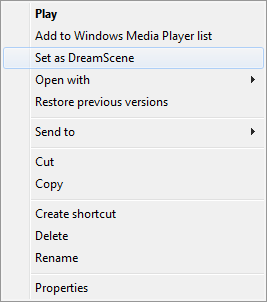 Play
Add to Windows Media Player list
Set as DreamScene
Open with
Restore previous versions
Send to
Cut
Copy
Create shortcut
Delete
Rename
Properties